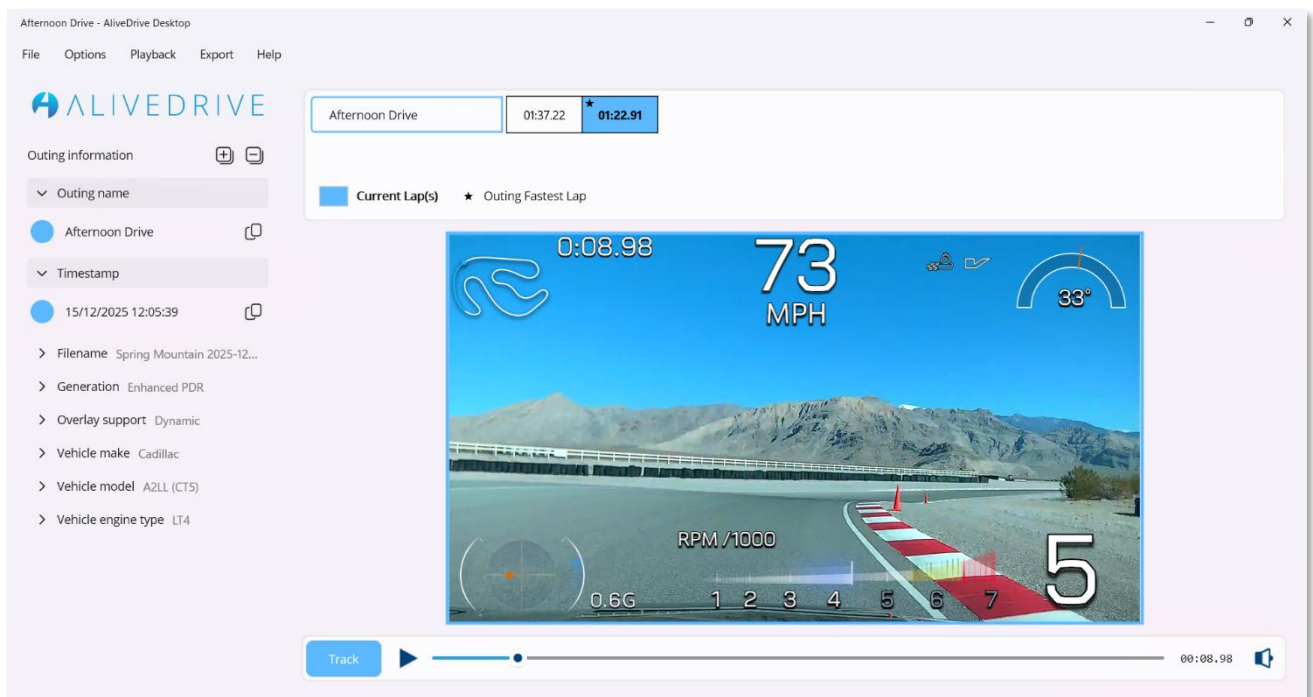 Afternoon Drive - AliveDrive Desktop
File Options Playback Export Help
ALIVEDRIVE
Outing information
Outing name
Afternoon Drive
Timestamp
15/12/2025 12:05:39
Filename Spring Mountain 2025-12...
Generation Enhanced PDR
Overlay support Dynamic
Vehicle make Cadillac
Vehicle model A2LL (CT5)
Vehicle engine type LT4
Afternoon Drive 01:37.22 01:22.91
Current Lap(s) ★ Outing Fastest Lap
0:08.98
73
MPH
33°
RPM /1000
0.6G
1 2 3 4 5 6 7
5
Track 00:08.98